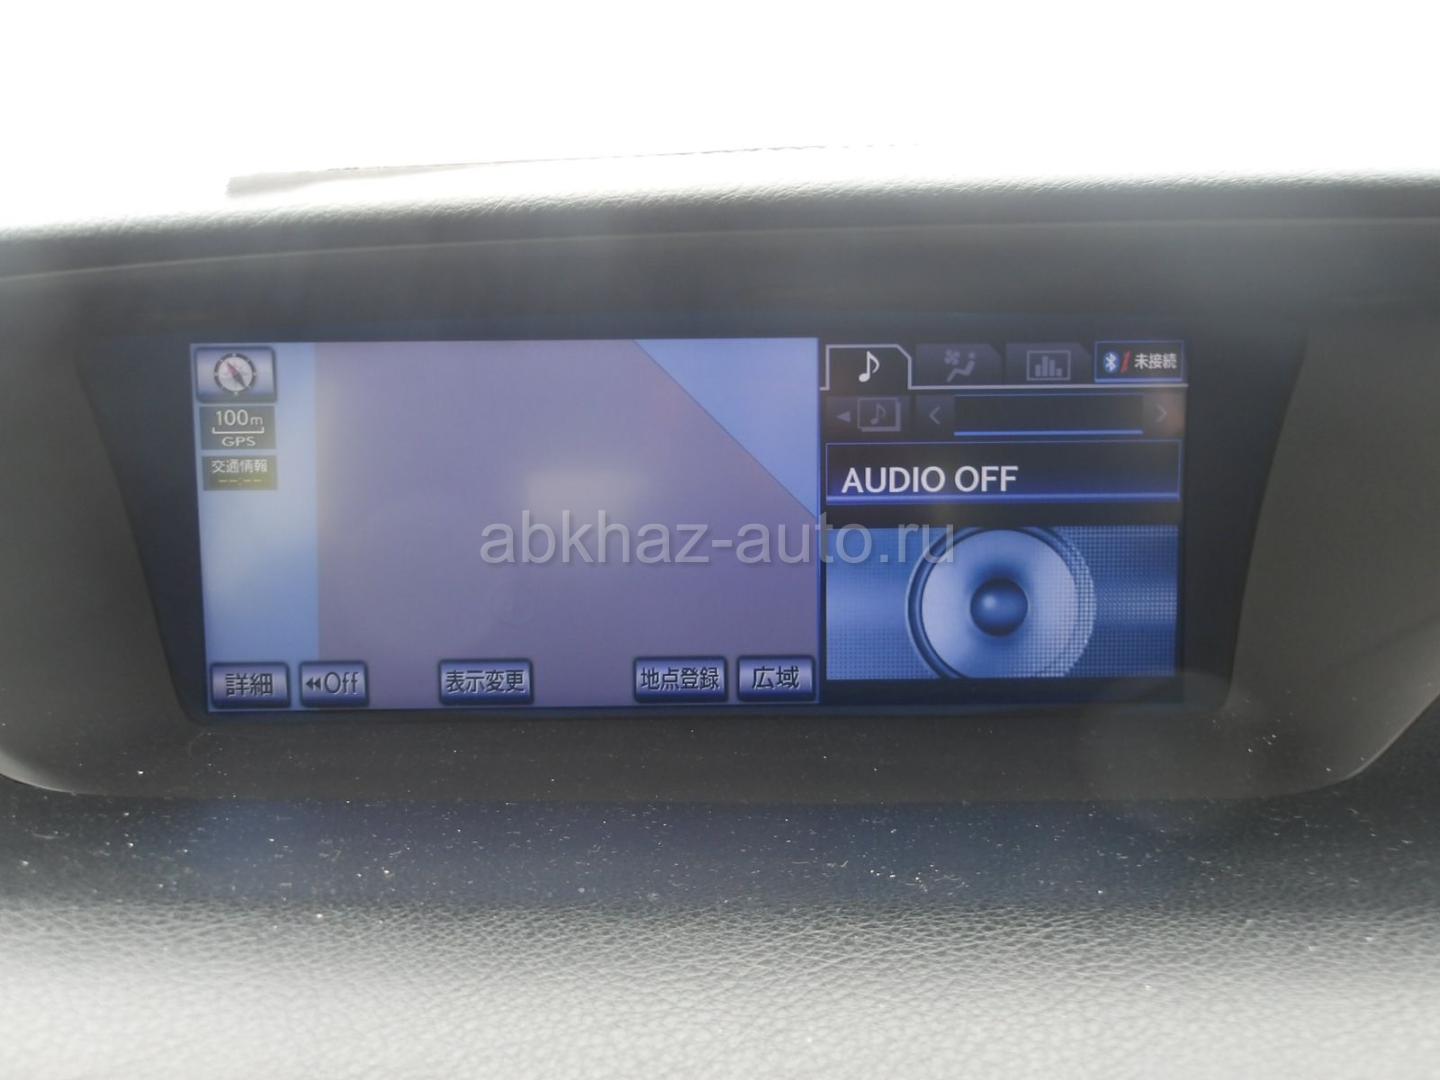 未接続
100m
GPS
交通情報
--:--
AUDIO OFF
abkhaz-auto.ru
詳細
Off
表示変更
地点登録
広域